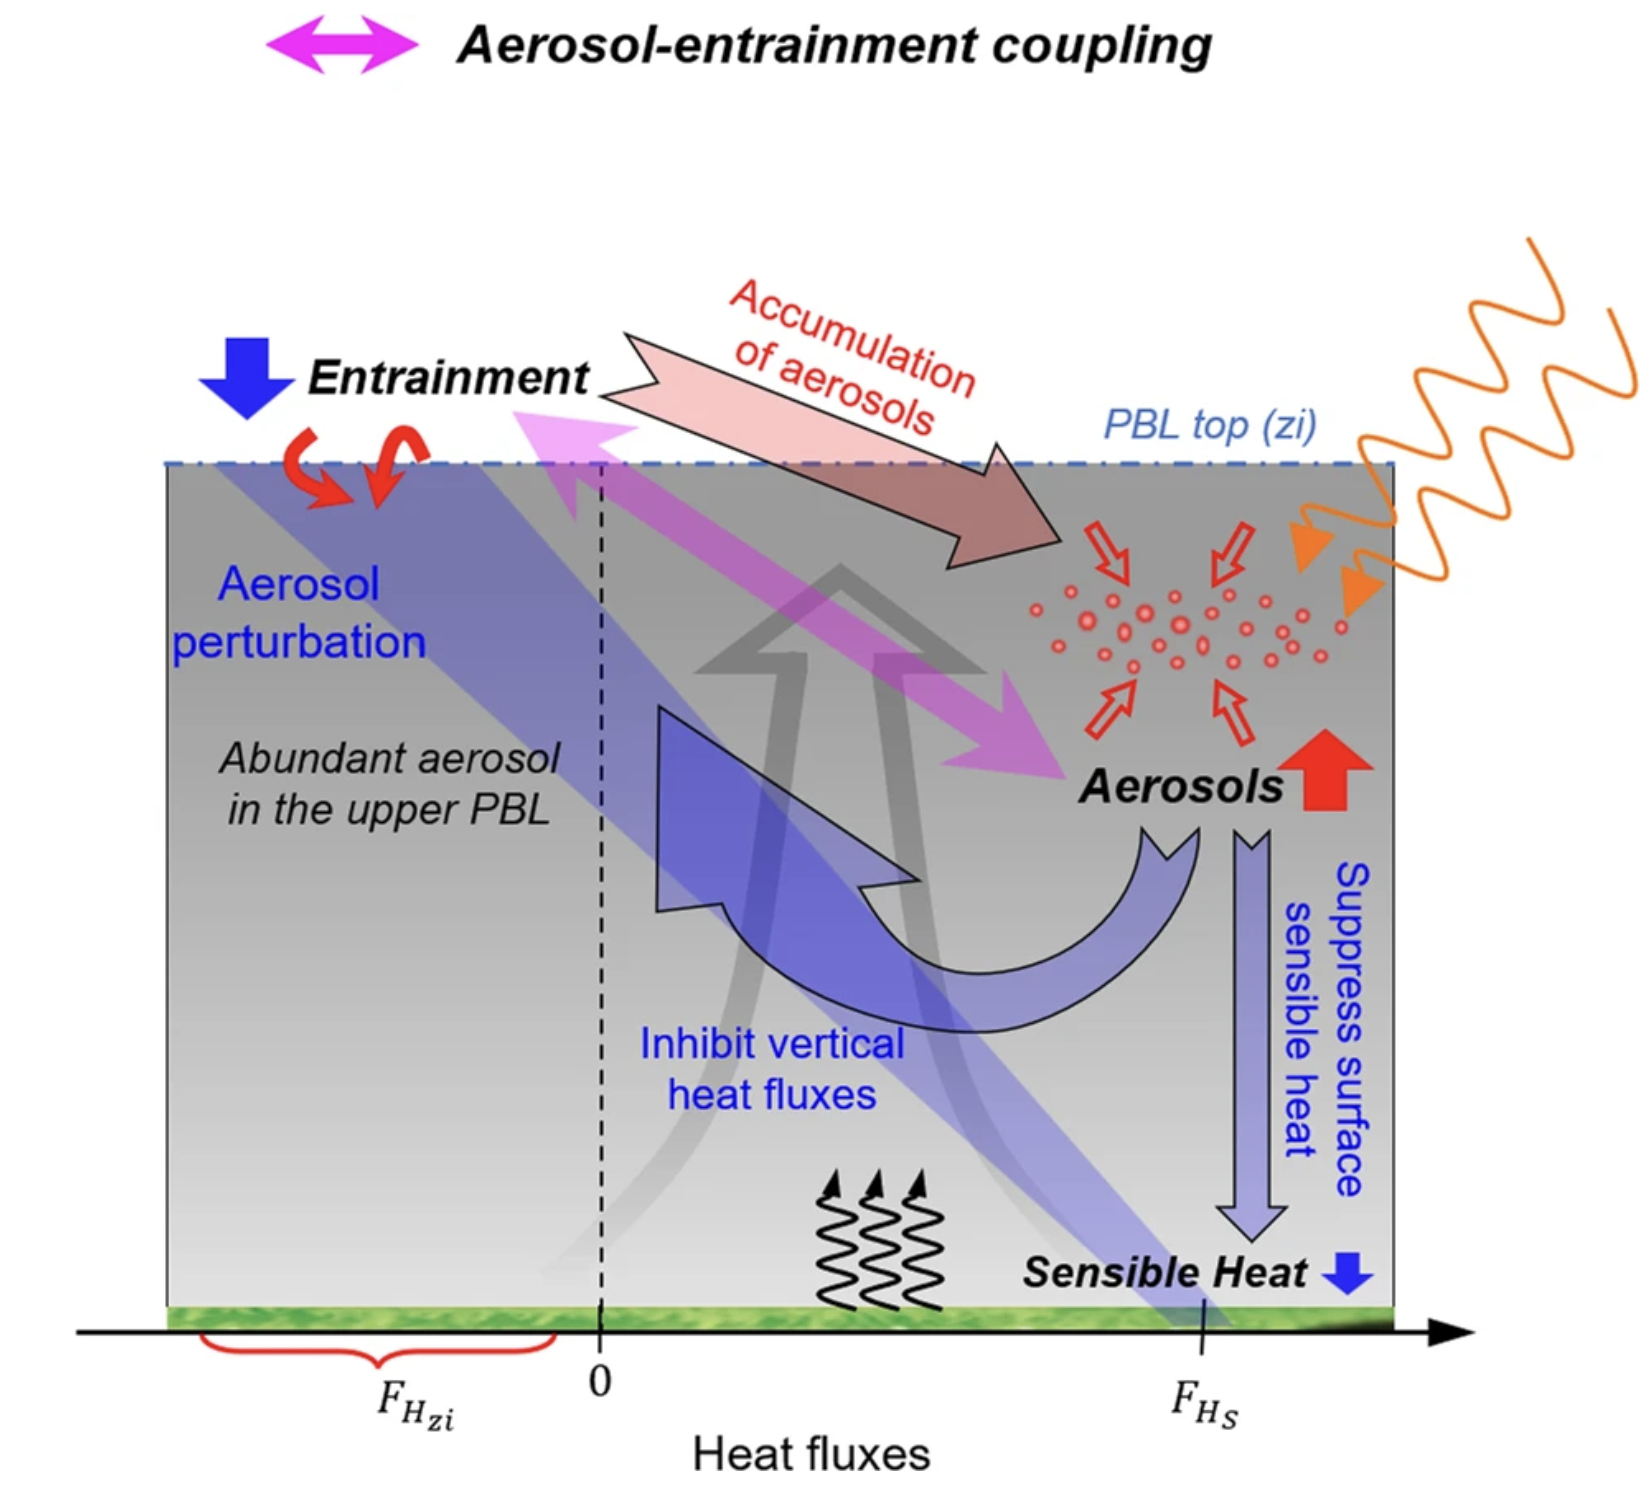 Aerosol-entrainment coupling
Accumulation
of aerosols
Entrainment
PBL top (zi)
Aerosol
perturbation
Abundant aerosol
in the upper PBL
Aerosols
Suppress surface
sensible heat
Inhibit vertical
heat fluxes
Sensible Heat
F_{H_{zi}}
0
F_{H_S}
Heat fluxes